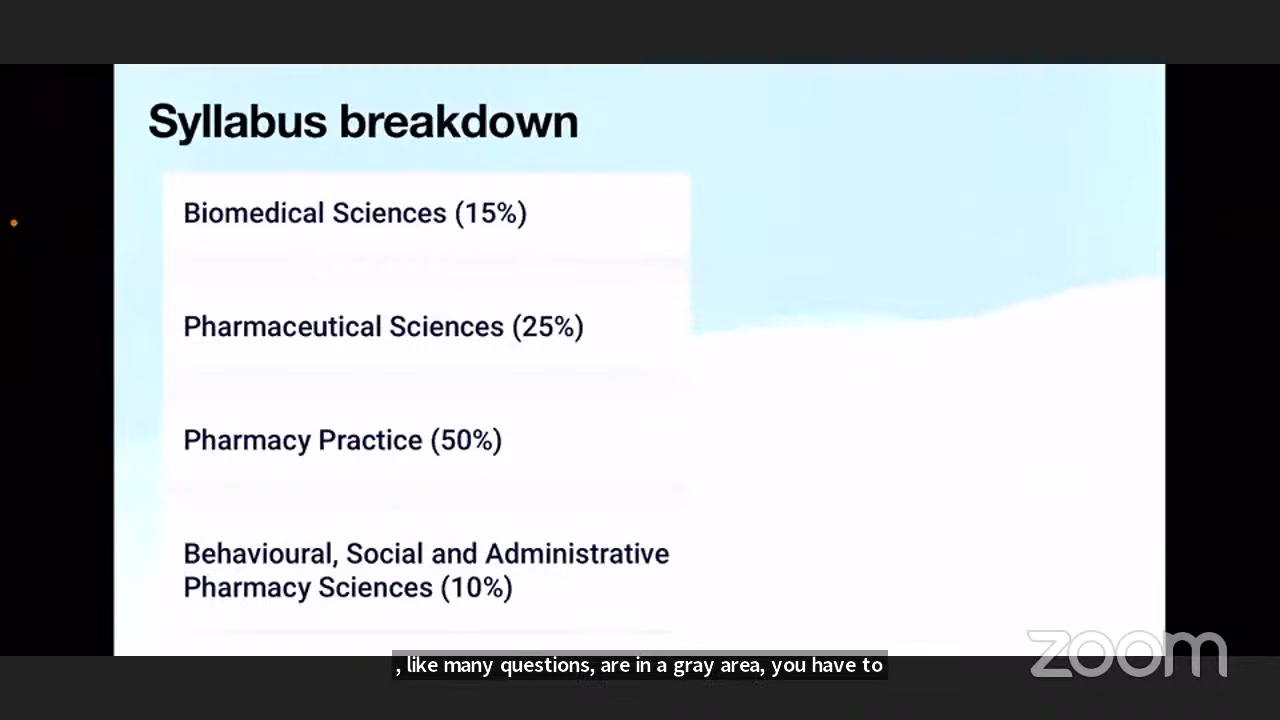 Syllabus breakdown
Biomedical Sciences (15%)
Pharmaceutical Sciences (25%)
Pharmacy Practice (50%)
Behavioural, Social and Administrative
Pharmacy Sciences (10%)
zoom
, like many questions, are in a gray area, you have to